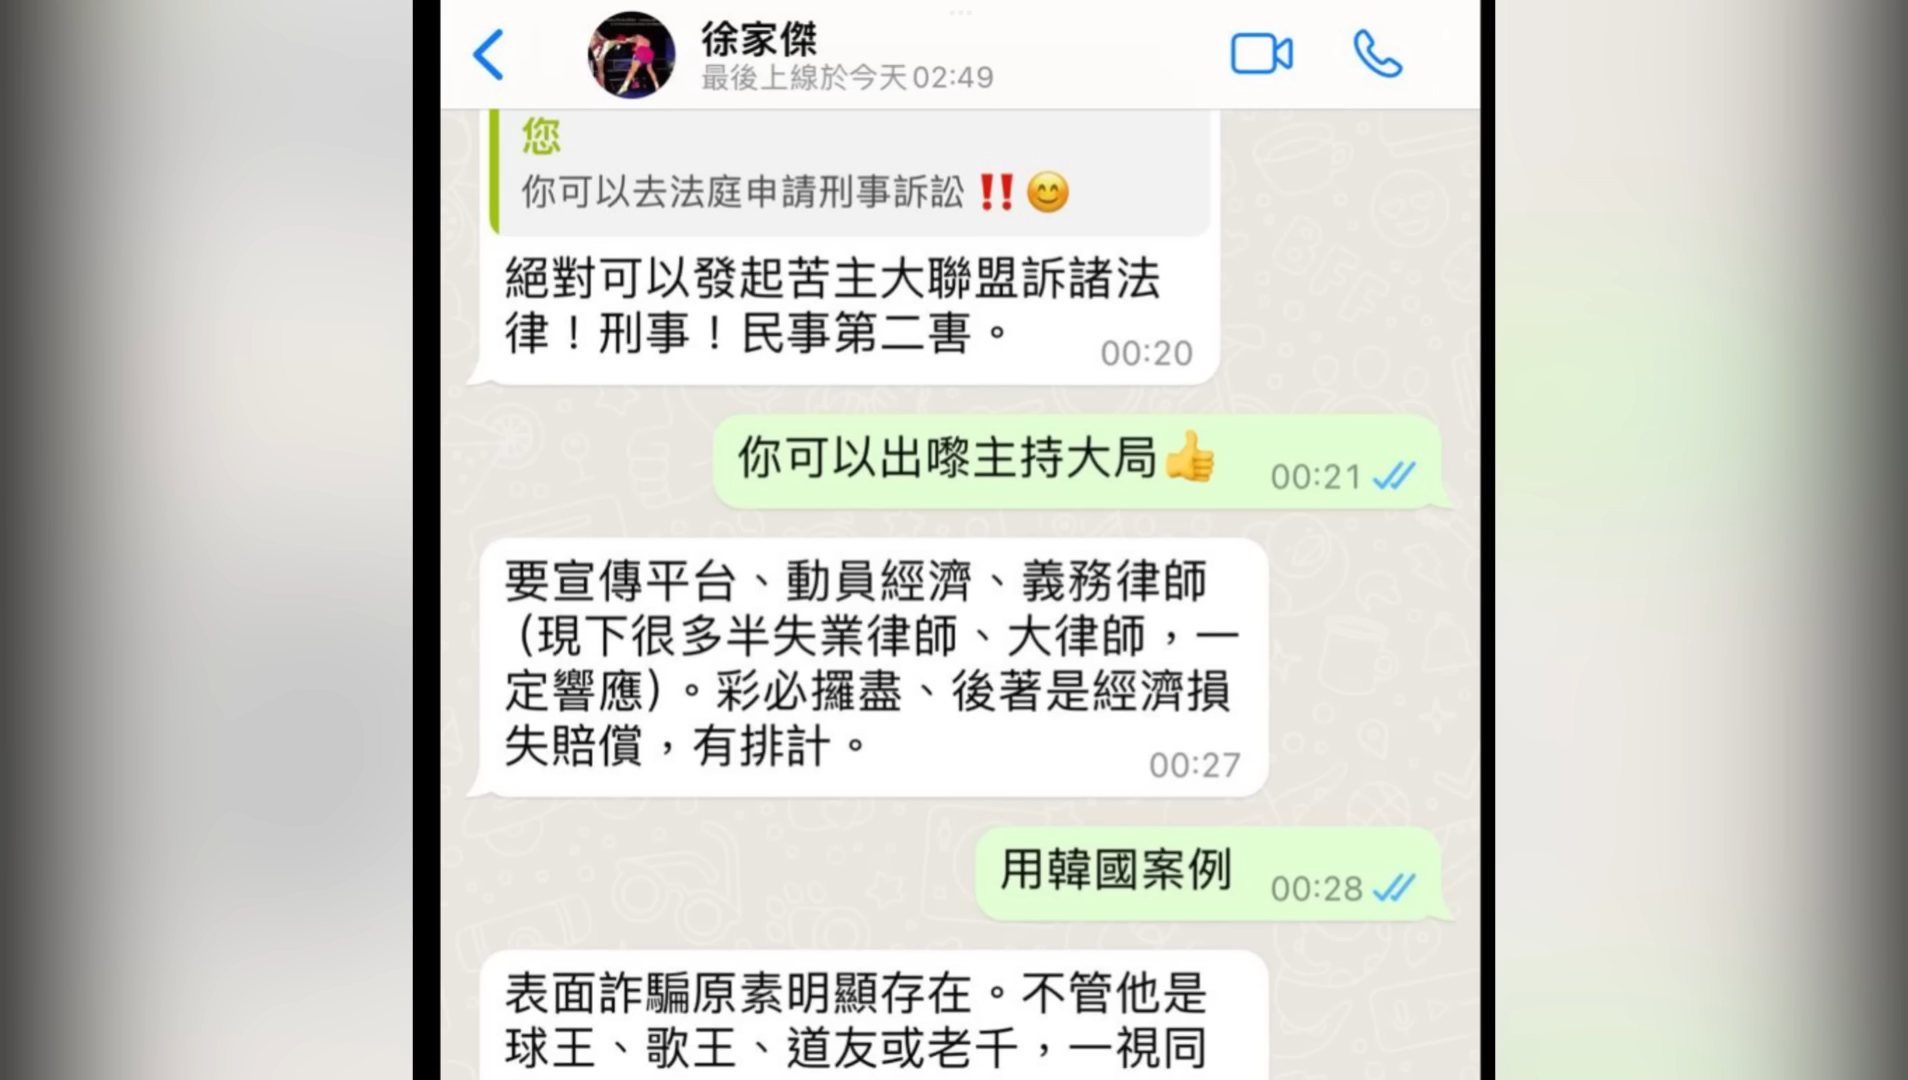 徐家傑
最後上線於今天02:49
您
你可以去法庭申請刑事訴訟‼️😊
絕對可以發起苦主大聯盟訴諸法
律！刑事！民事第二軎。
00:20
你可以出嚟主持大局👍
00:21
要宣傳平台、動員經濟、義務律師
（現下很多半失業律師、大律師，一
定響應）。彩必攞盡、後著是經濟損
失賠償，有排計。
00:27
用韓國案例
00:28
表面詐騙原素明顯存在。不管他是
球王、歌王、道友或老千，一視同